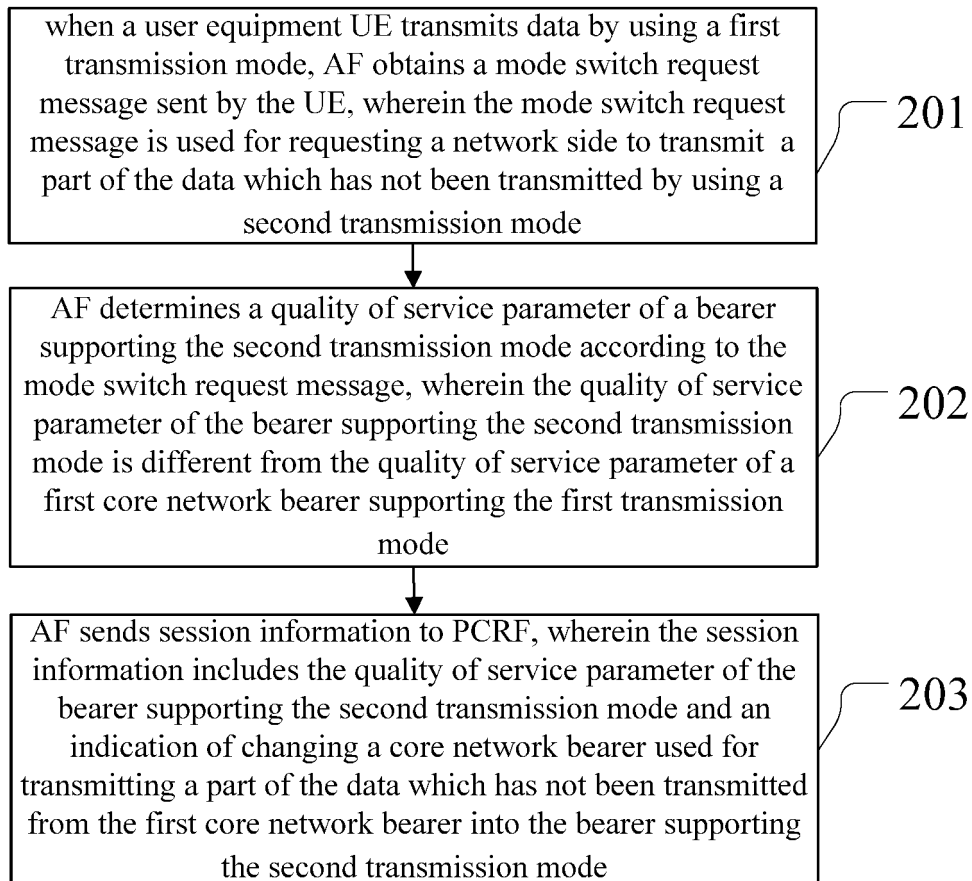 when a user equipment UE transmits data by using a first
transmission mode, AF obtains a mode switch request
message sent by the UE, wherein the mode switch request
message is used for requesting a network side to transmit a
part of the data which has not been transmitted by using a
second transmission mode
201
AF determines a quality of service parameter of a bearer
supporting the second transmission mode according to the
mode switch request message, wherein the quality of service
parameter of the bearer supporting the second transmission
mode is different from the quality of service parameter of a
first core network bearer supporting the first transmission
mode
202
AF sends session information to PCRF, wherein the session
information includes the quality of service parameter of the
bearer supporting the second transmission mode and an
indication of changing a core network bearer used for
transmitting a part of the data which has not been transmitted
from the first core network bearer into the bearer supporting
the second transmission mode
203